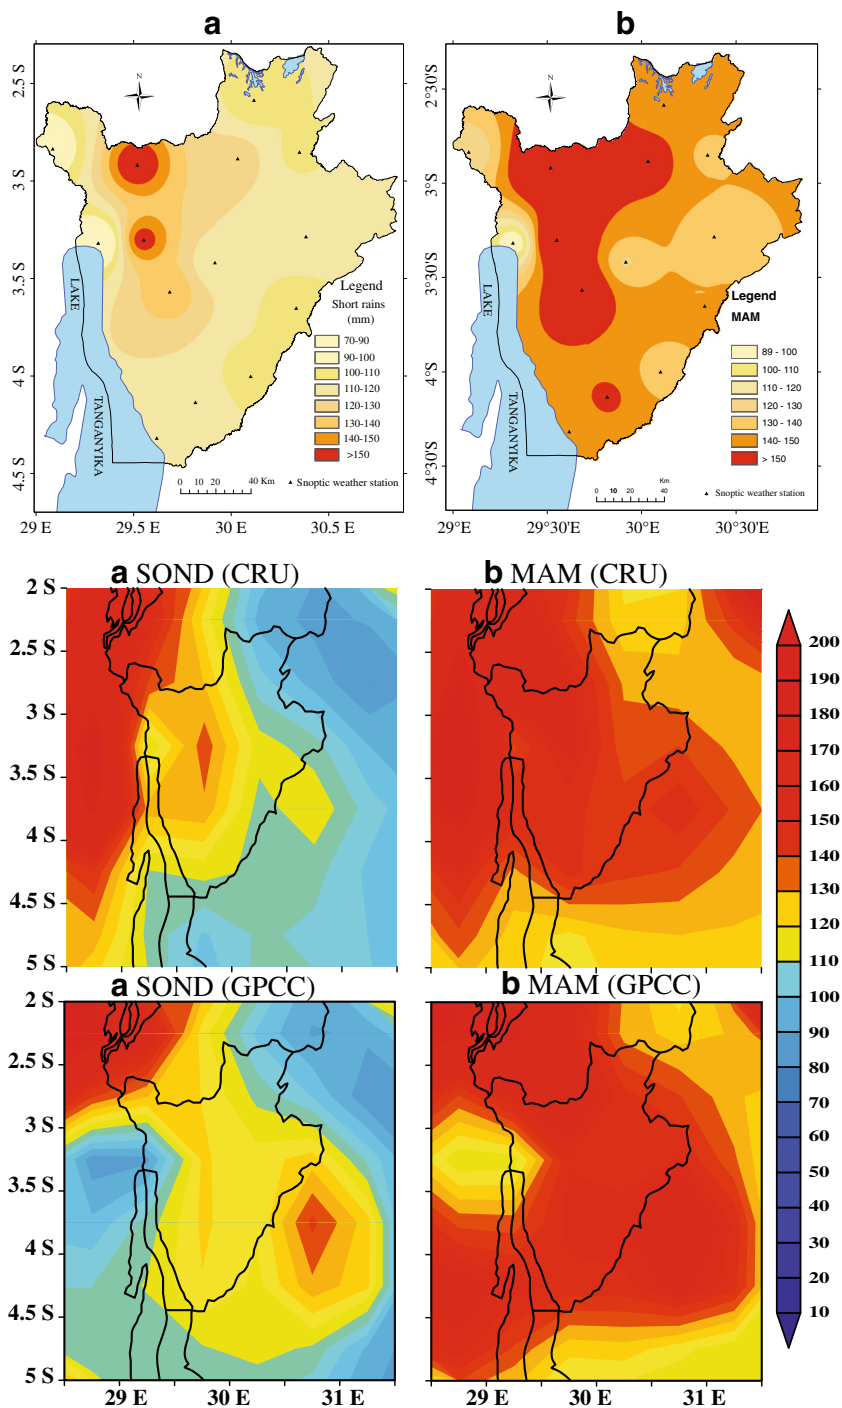 a
b
N
2.5 S
3 S
3.5 S
4 S
4.5 S
LAKE
TANGANYIKA
Legend
Short rains
(mm)
70-90
90-100
100-110
110-120
120-130
130-140
140-150
>150
0 10 20 40 Km
Snoptic weather station
29 E
29.5 E
30 E
30.5 E
N
2°30'S
3°0'S
3°30'S
4°0'S
4°30'S
LAKE
TANGANYIKA
Legend
MAM
89 - 100
100- 110
110 - 120
120 - 130
130 - 140
140- 150
> 150
Km
0 10 20 40
Snoptic weather station
29°E
29°30'E
30°E
30°30'E
a SOND (CRU)
b MAM (CRU)
2 S
2.5 S
3 S
3.5 S
4 S
4.5 S
5 S
a SOND (GPCC)
b MAM (GPCC)
2 S
2.5 S
3 S
3.5 S
4 S
4.5 S
5 S
29 E
30 E
31 E
29 E
30 E
31 E
200
190
180
170
160
150
140
130
120
110
100
90
80
70
60
50
40
30
20
10